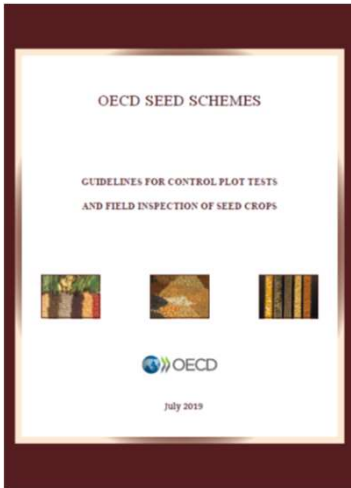 OECD SEED SCHEMES
GUIDELINES FOR CONTROL PLOT TESTS
AND FIELD INSPECTION OF SEED CROPS
OECD
July 2019